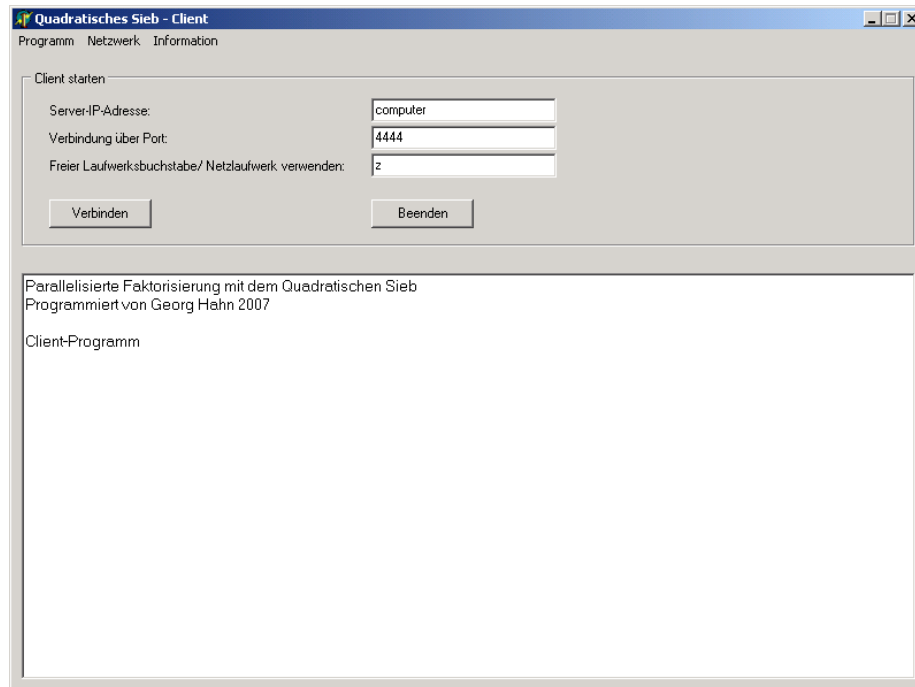 Quadratisches Sieb - Client
Programm Netzwerk Information
Client starten
Server-IP-Adresse: computer
Verbindung über Port: 4444
Freier Laufwerksbuchstabe/ Netzlaufwerk verwenden: z
Verbinden Beenden
Parallelisierte Faktorisierung mit dem Quadratischen Sieb
Programmiert von Georg Hahn 2007
Client-Programm